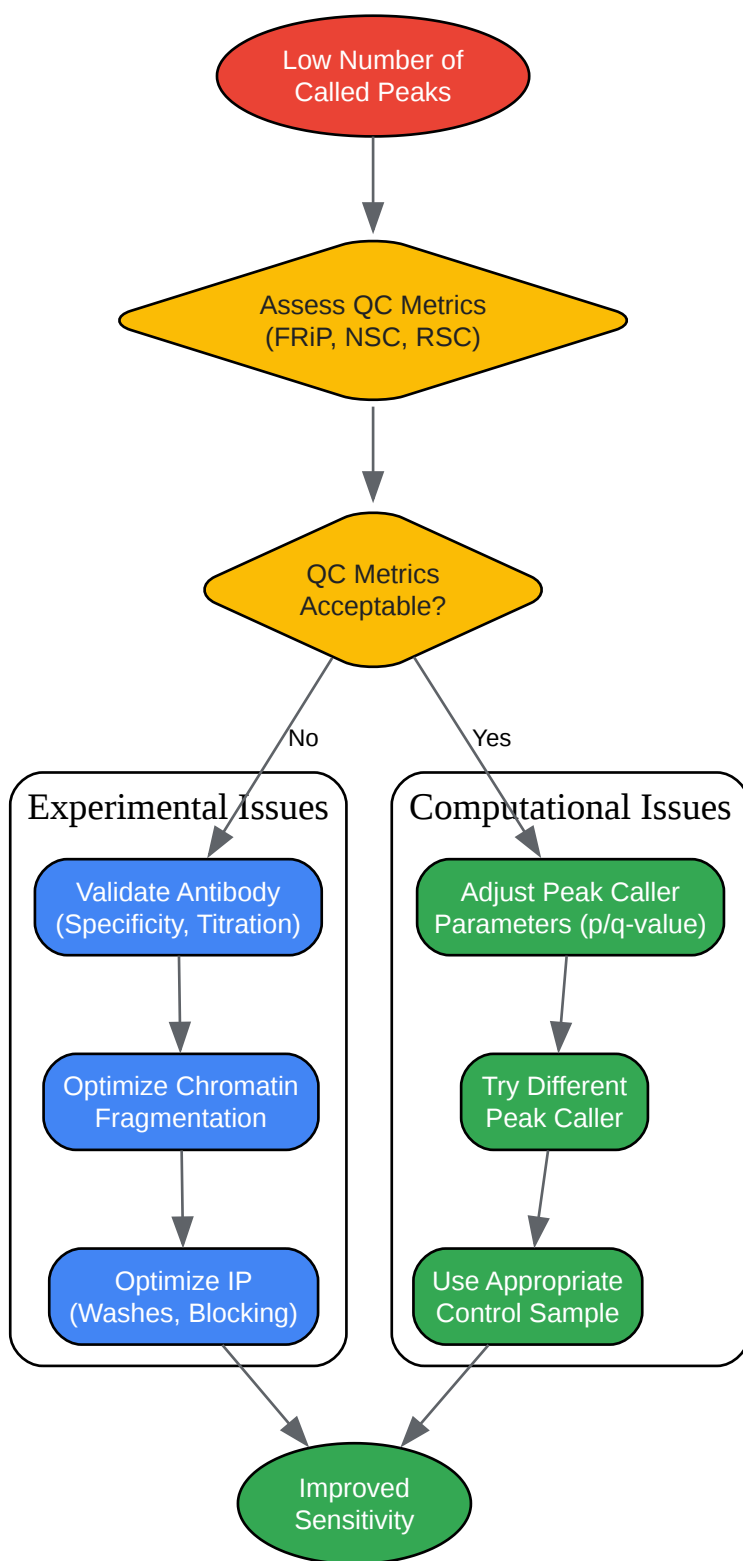 Low Number of
Called Peaks
Assess QC Metrics
(FRiP, NSC, RSC)
QC Metrics
Acceptable?
No
Yes
Experimental Issues
Validate Antibody
(Specificity, Titration)
Optimize Chromatin
Fragmentation
Optimize IP
(Washes, Blocking)
Computational Issues
Adjust Peak Caller
Parameters (p/q-value)
Try Different
Peak Caller
Use Appropriate
Control Sample
Improved
Sensitivity